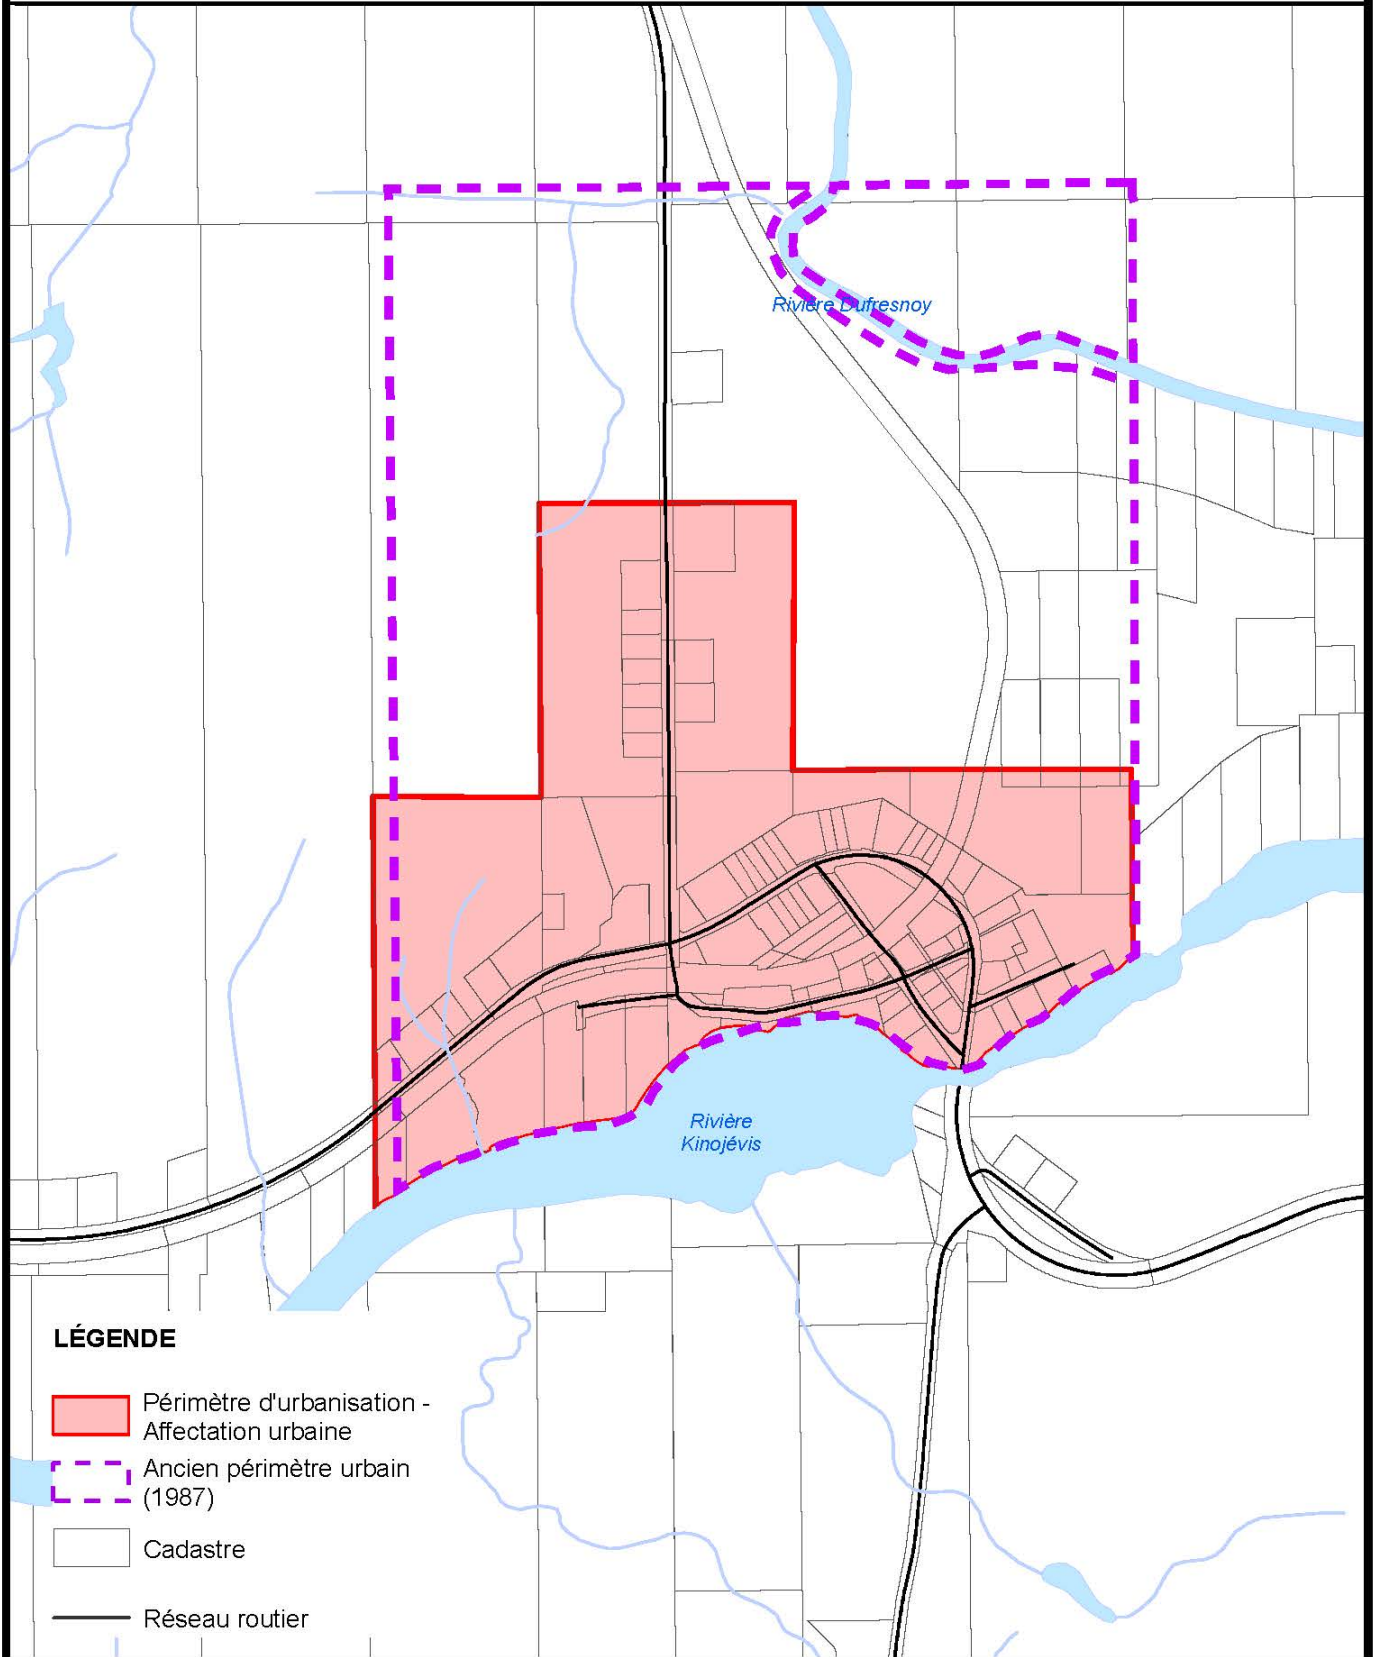 Rivière Dufresnoy
Rivière
Kinojévis
LÉGENDE
Périmètre d'urbanisation -
Affectation urbaine
Ancien périmètre urbain
(1987)
Cadastre
Réseau routier